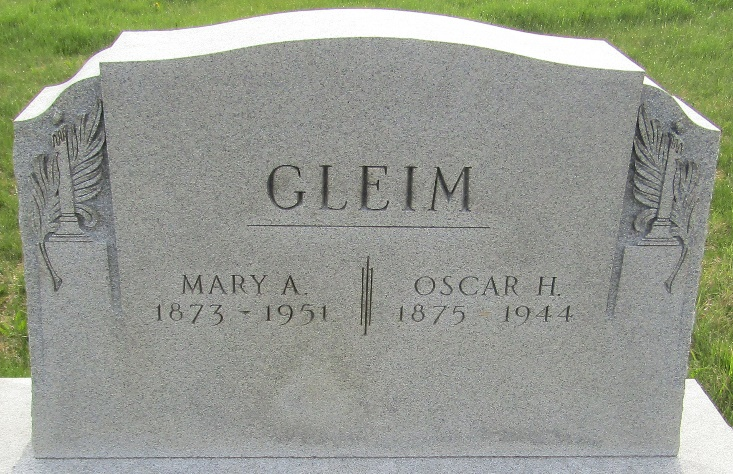 GLEIM
MARY A. OSCAR H.
1873 - 1951 1875 - 1944